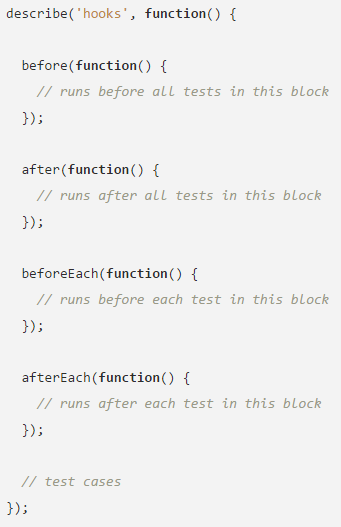 describe('hooks', function() {

  before(function() {
    // runs before all tests in this block
  });

  after(function() {
    // runs after all tests in this block
  });

  beforeEach(function() {
    // runs before each test in this block
  });

  afterEach(function() {
    // runs after each test in this block
  });

  // test cases
});